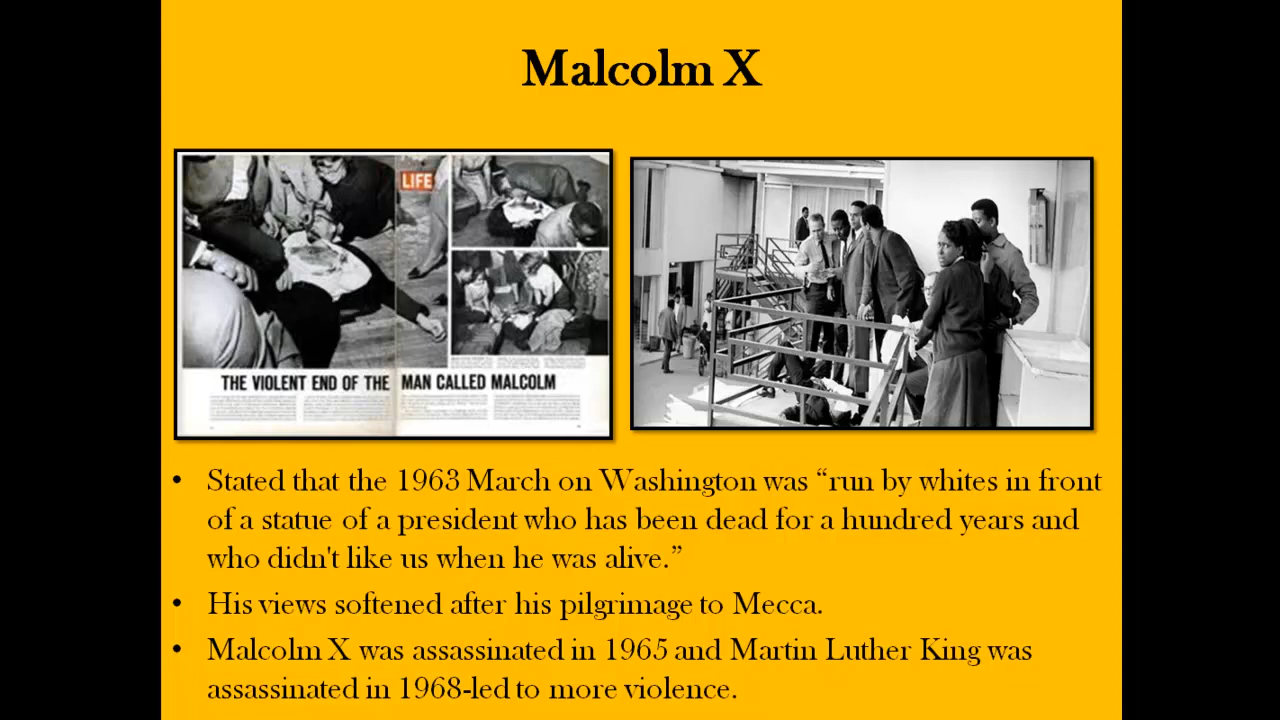 Malcolm X
LIFE
THE VIOLENT END OF THE MAN CALLED MALCOLM
• Stated that the 1963 March on Washington was “run by whites in front
of a statue of a president who has been dead for a hundred years and
who didn't like us when he was alive.”
• His views softened after his pilgrimage to Mecca.
• Malcolm X was assassinated in 1965 and Martin Luther King was
assassinated in 1968-led to more violence.